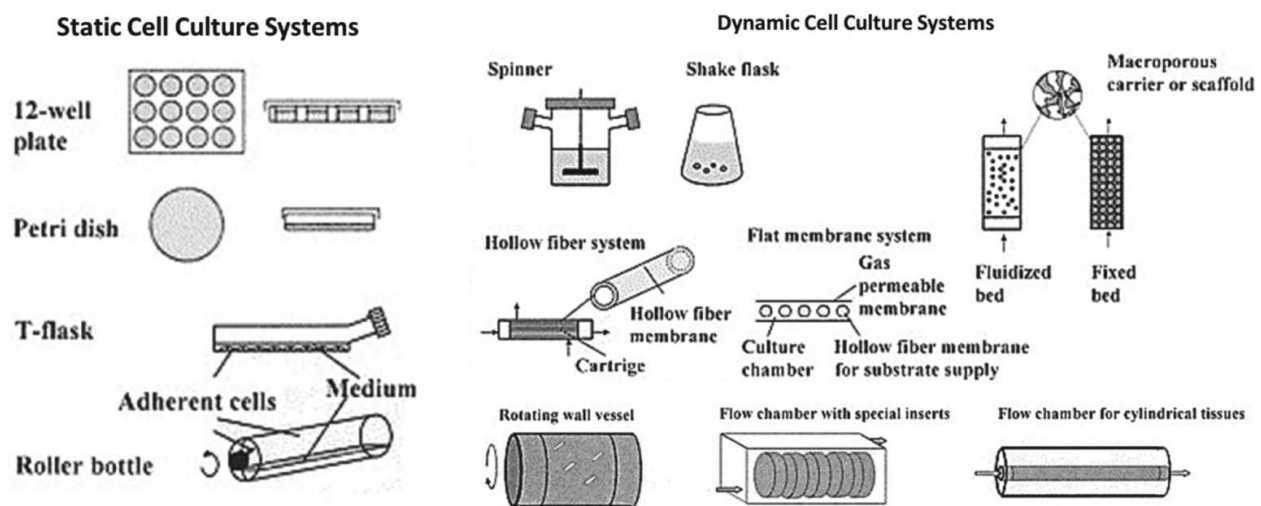 Static Cell Culture Systems
12-well
plate
Petri dish
T-flask
Adherent cells
Medium
Roller bottle
Dynamic Cell Culture Systems
Spinner
Shake flask
Macroporous
carrier or scaffold
Fluidized
bed
Fixed
bed
Hollow fiber system
Hollow fiber
membrane
Cartrige
Flat membrane system
Gas
permeable
membrane
Culture
chamber
Hollow fiber membrane
for substrate supply
Rotating wall vessel
Flow chamber with special inserts
Flow chamber for cylindrical tissues